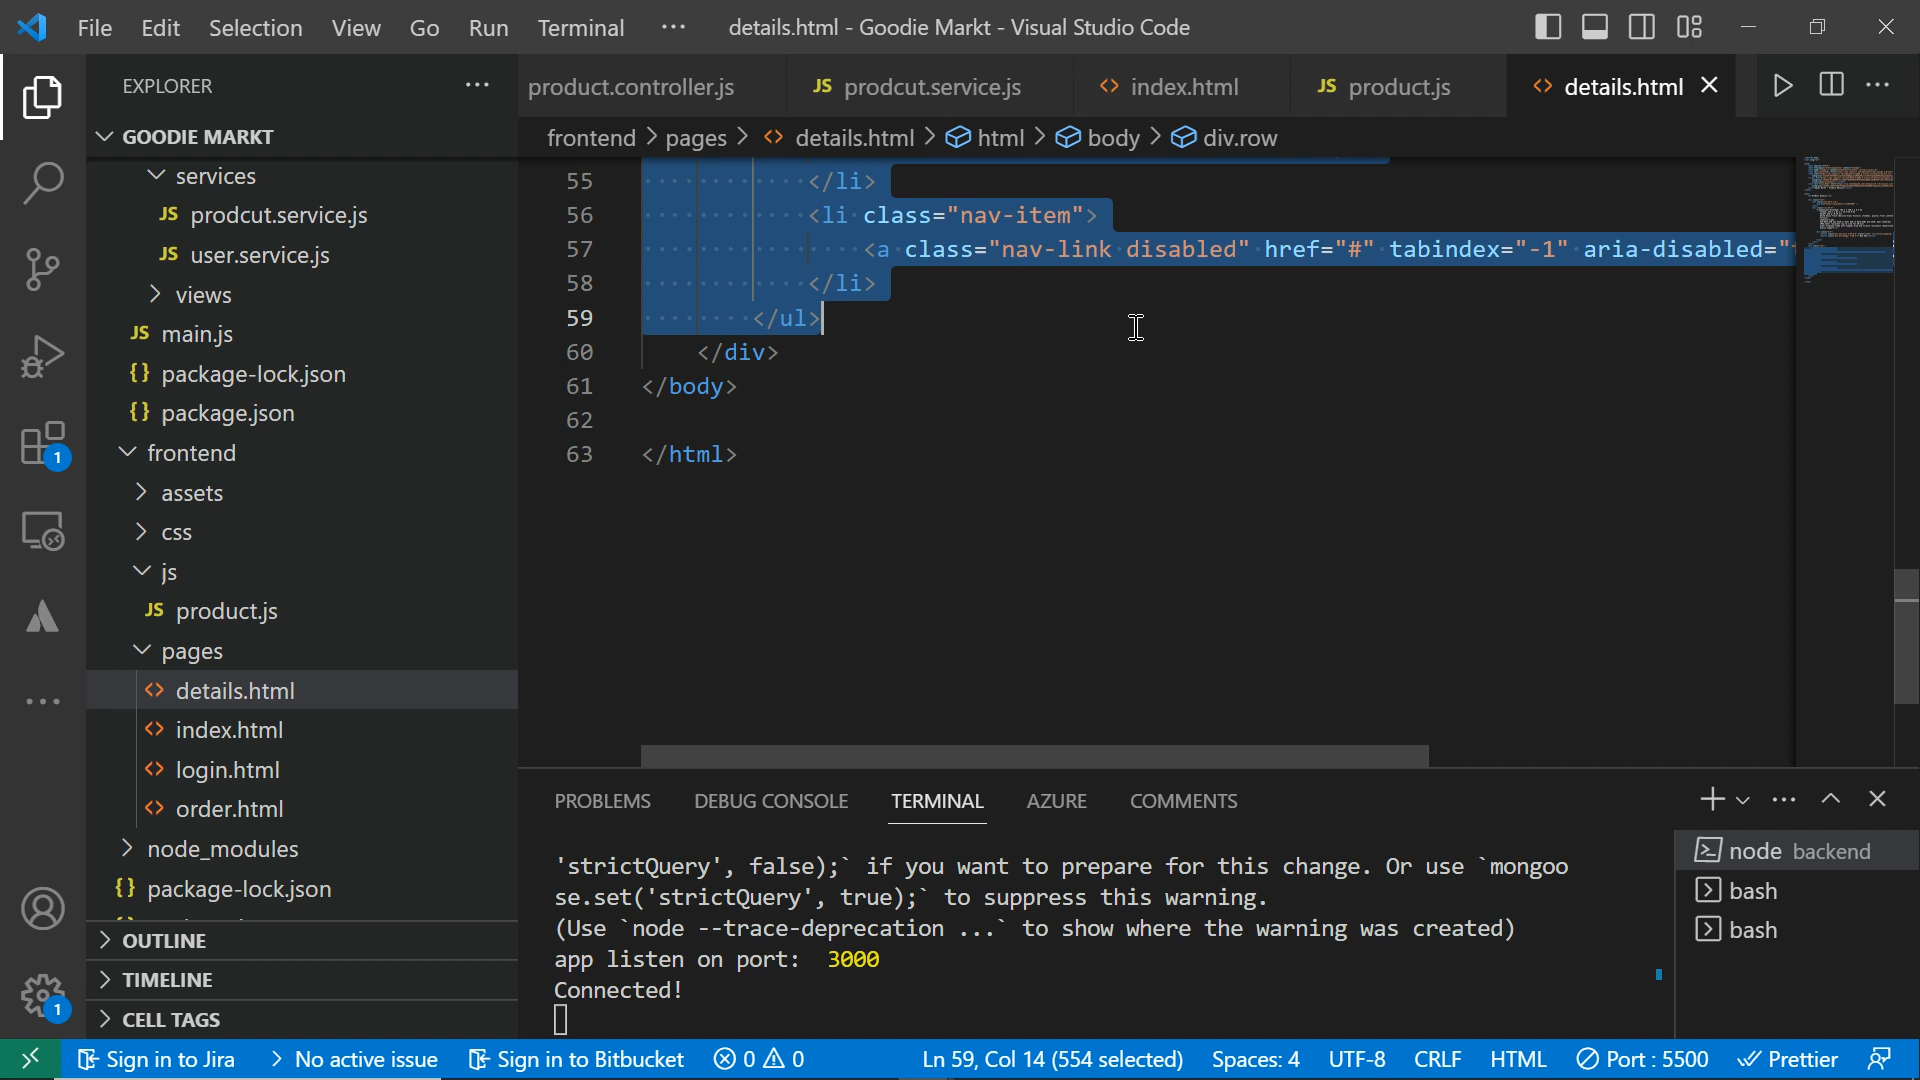 File Edit Selection View Go Run Terminal ··· details.html - Goodie Markt - Visual Studio Code
EXPLORER ···
product.controller.js JS prodcut.service.js <> index.html JS product.js <> details.html
frontend > pages > <> details.html > html > body > div.row
GOODIE MARKT
services
JS prodcut.service.js
JS user.service.js
views
JS main.js
{} package-lock.json
{} package.json
frontend
assets
css
js
JS product.js
pages
<> details.html
<> index.html
<> login.html
<> order.html
node_modules
{} package-lock.json
OUTLINE
TIMELINE
CELL TAGS
55 </li>
56 <li class="nav-item">
57 <a class="nav-link disabled" href="#" tabindex="-1" aria-disabled="
58 </li>
59 </ul>
60 </div>
61 </body>
62
63 </html>
PROBLEMS DEBUG CONSOLE TERMINAL AZURE COMMENTS
'strictQuery', false);` if you want to prepare for this change. Or use `mongoo
se.set('strictQuery', true);` to suppress this warning.
(Use `node --trace-deprecation ...` to show where the warning was created)
app listen on port: 3000
Connected!
node backend
bash
bash
1
1
Sign in to Jira > No active issue Sign in to Bitbucket 0 0 Ln 59, Col 14 (554 selected) Spaces: 4 UTF-8 CRLF HTML Port : 5500 Prettier